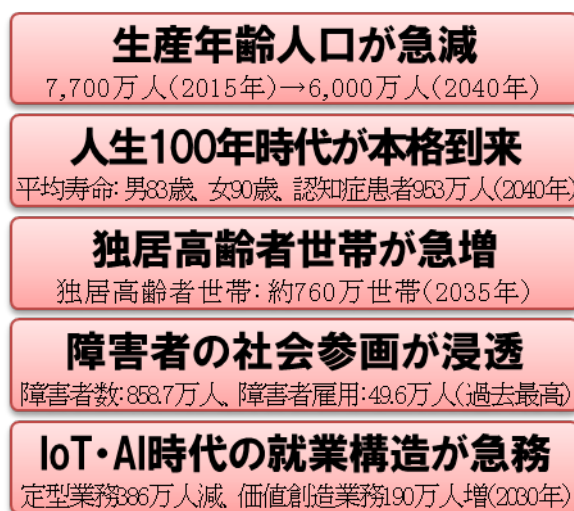 生産年齢人口が急減
7,700万人(2015年)→6,000万人(2040年)
人生100年時代が本格到来
平均寿命:男83歳、女90歳、認知症患者953万人(2040年)
独居高齢者世帯が急増
独居高齢者世帯:約760万世帯(2035年)
障害者の社会参画が浸透
障害者数:858.7万人、障害者雇用:49.6万人(過去最高)
IoT・AI時代の就業構造が急務
定型業務386万人減、価値創造業務190万人増(2030年)